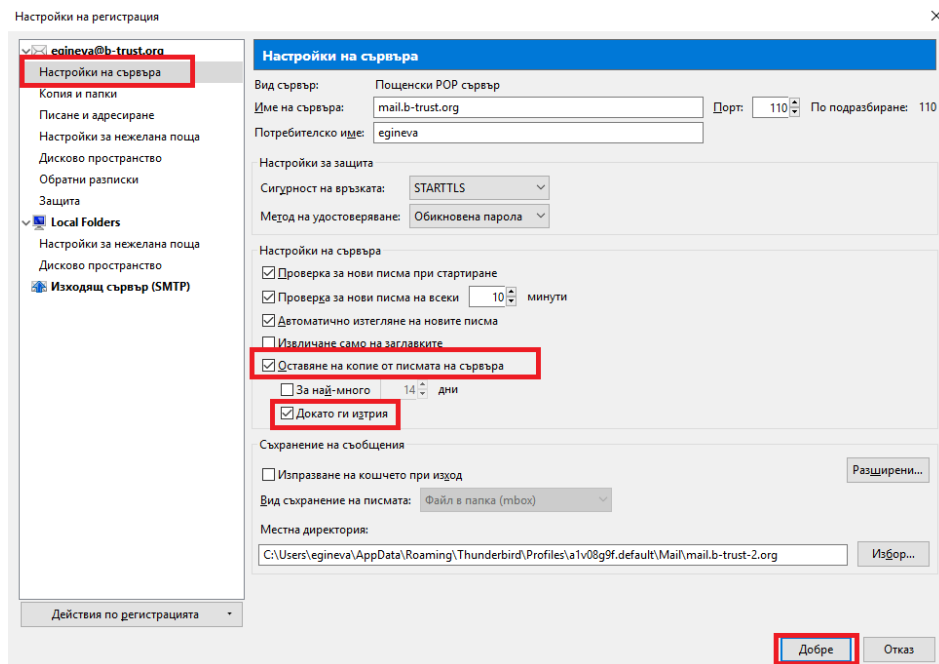 Настройки на регистрация
egineva@b-trust.org
Настройки на сървъра
Копия и папки
Писане и адресиране
Настройки за нежелана поща
Дисково пространство
Обратни разписки
Защита
Local Folders
Настройки за нежелана поща
Дисково пространство
Изходящ сървър (SMTP)
Действия по регистрацията
Настройки на сървъра
Вид сървър: Пощенски POP сървър
Име на сървъра: mail.b-trust.org Порт: 110 По подразбиране: 110
Потребителско име: egineva
Настройки за защита
Сигурност на връзката: STARTTLS
Метод на удостоверяване: Обикновена парола
Настройки на сървъра
Проверка за нови писма при стартиране
Проверка за нови писма на всеки 10 минути
Автоматично изтегляне на новите писма
Извличане само на заглавките
Оставяне на копие от писмата на сървъра
За най-много 14 дни
Докато ги изтрия
Съхранение на съобщения
Изпразване на кошчето при изход
Разширени...
Вид съхранение на писмата: Файл в папка (mbox)
Местна директория:
C:\Users\egineva\AppData\Roaming\Thunderbird\Profiles\a1v08g9f.default\Mail\mail.b-trust-2.org Избор...
Добре Отказ